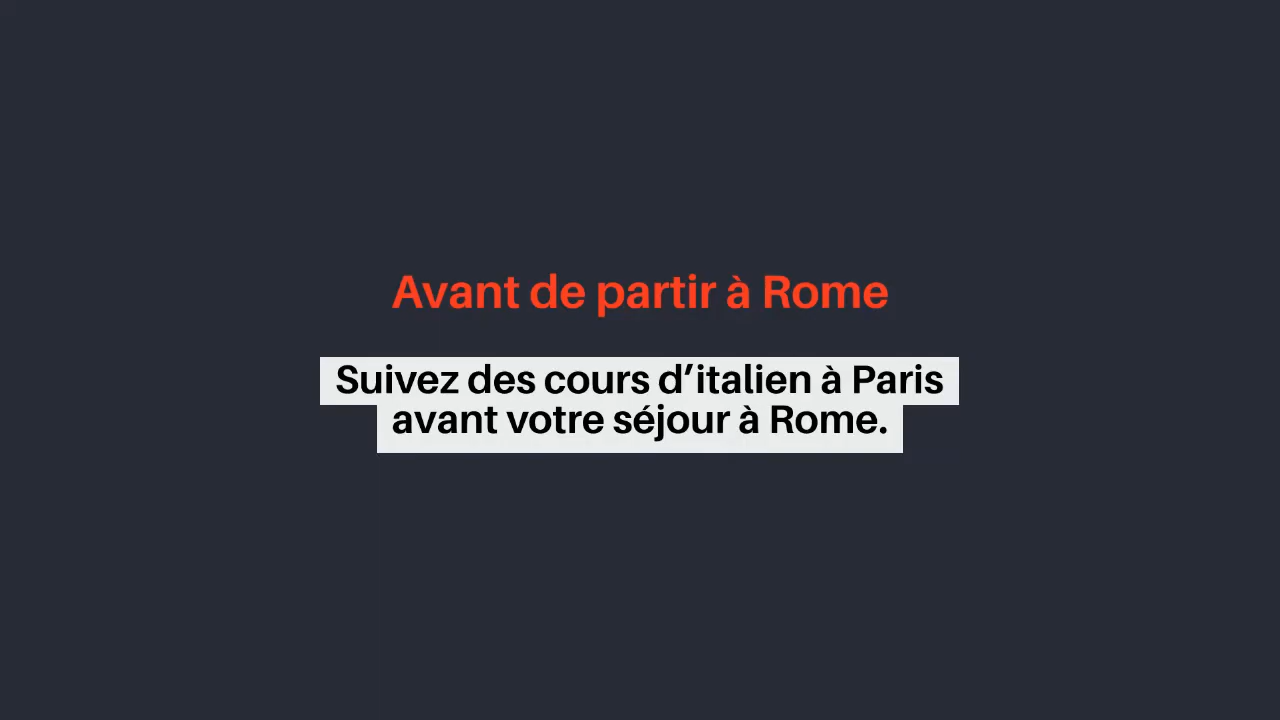 Avant de partir à Rome
Suivez des cours d’italien à Paris
avant votre séjour à Rome.